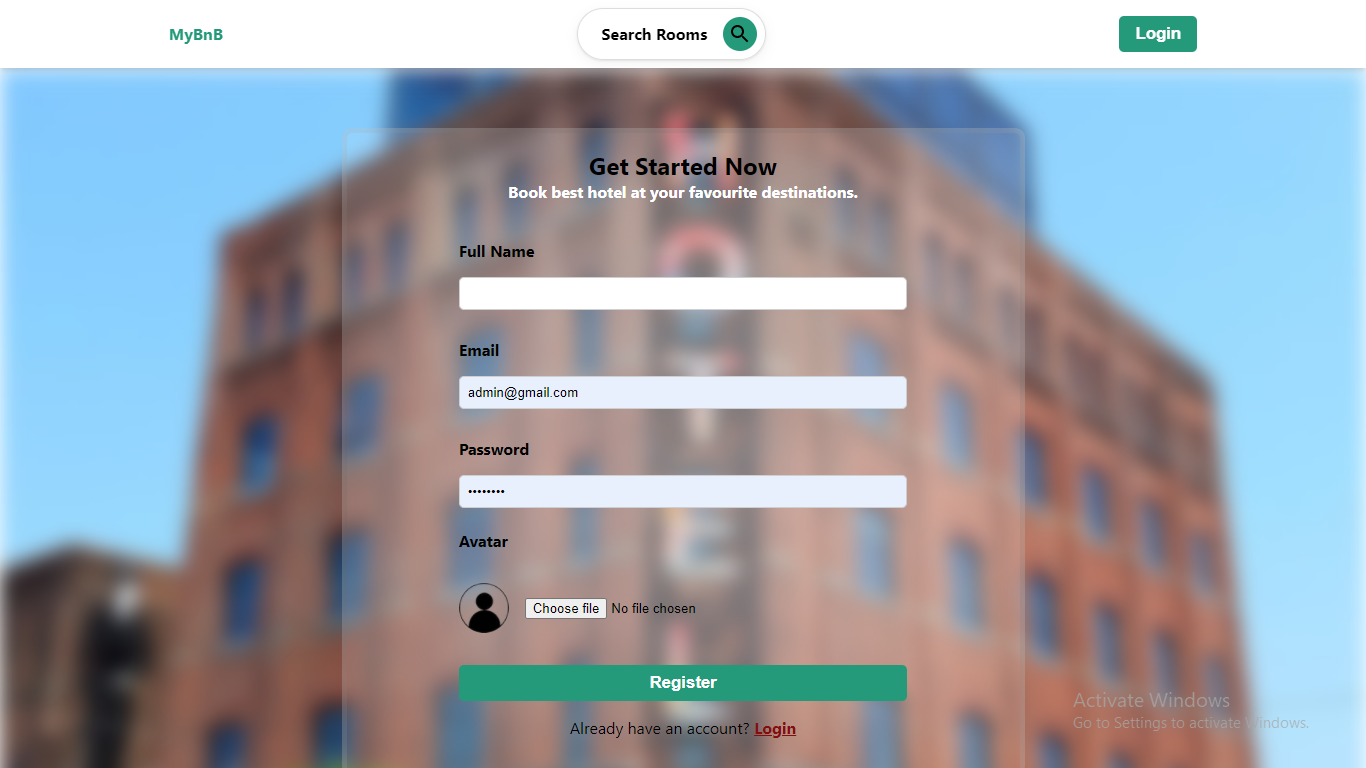 MyBnB
Search Rooms
Login
Get Started Now
Book best hotel at your favourite destinations.
Full Name
Email
admin@gmail.com
Password
••••••••
Avatar
Choose file No file chosen
Register
Already have an account? Login
Activate Windows
Go to Settings to activate Windows.